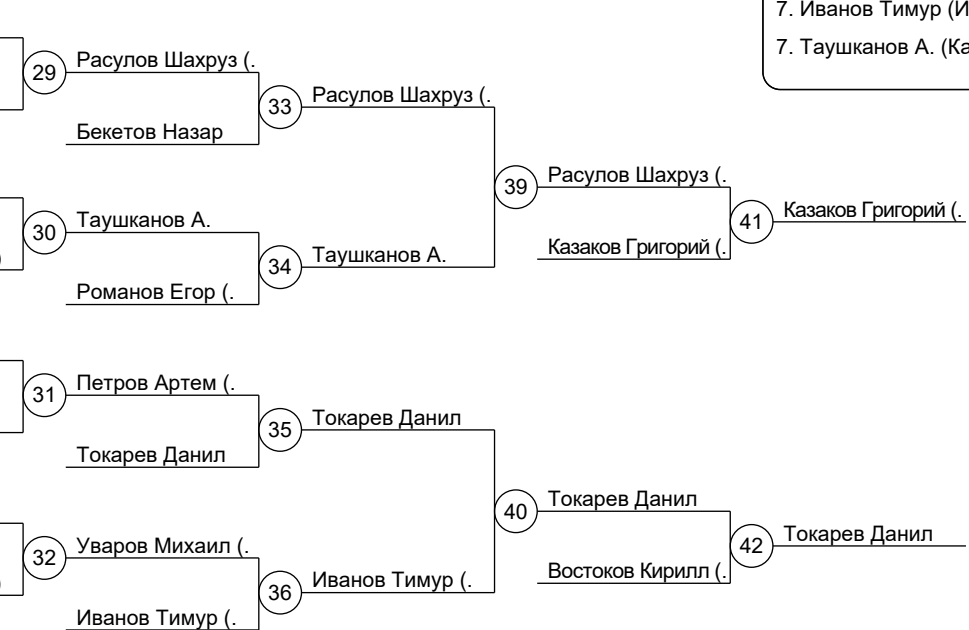 7. Иванов Тимур (И
7. Таушканов А. (Ка
29
Расулов Шахруз (.
Бекетов Назар
33
Расулов Шахруз (.
30
Таушканов А.
Романов Егор (.
34
Таушканов А.
39
Расулов Шахруз (.
Казаков Григорий (.
41
Казаков Григорий (.
31
Петров Артем (.
Токарев Данил
35
Токарев Данил
32
Уваров Михаил (.
Иванов Тимур (.
36
Иванов Тимур (.
40
Токарев Данил
Востоков Кирилл (.
42
Токарев Данил